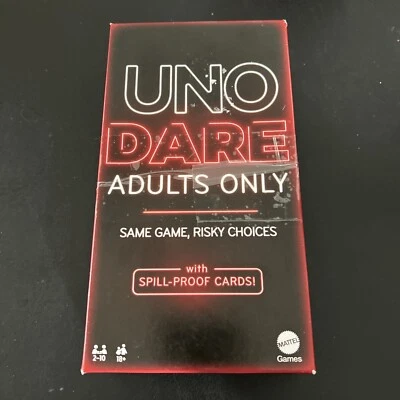 UNO
DARE
ADULTS ONLY
SAME GAME, RISKY CHOICES
with
SPILL-PROOF CARDS!
2-10 18+
MATTEL
Games